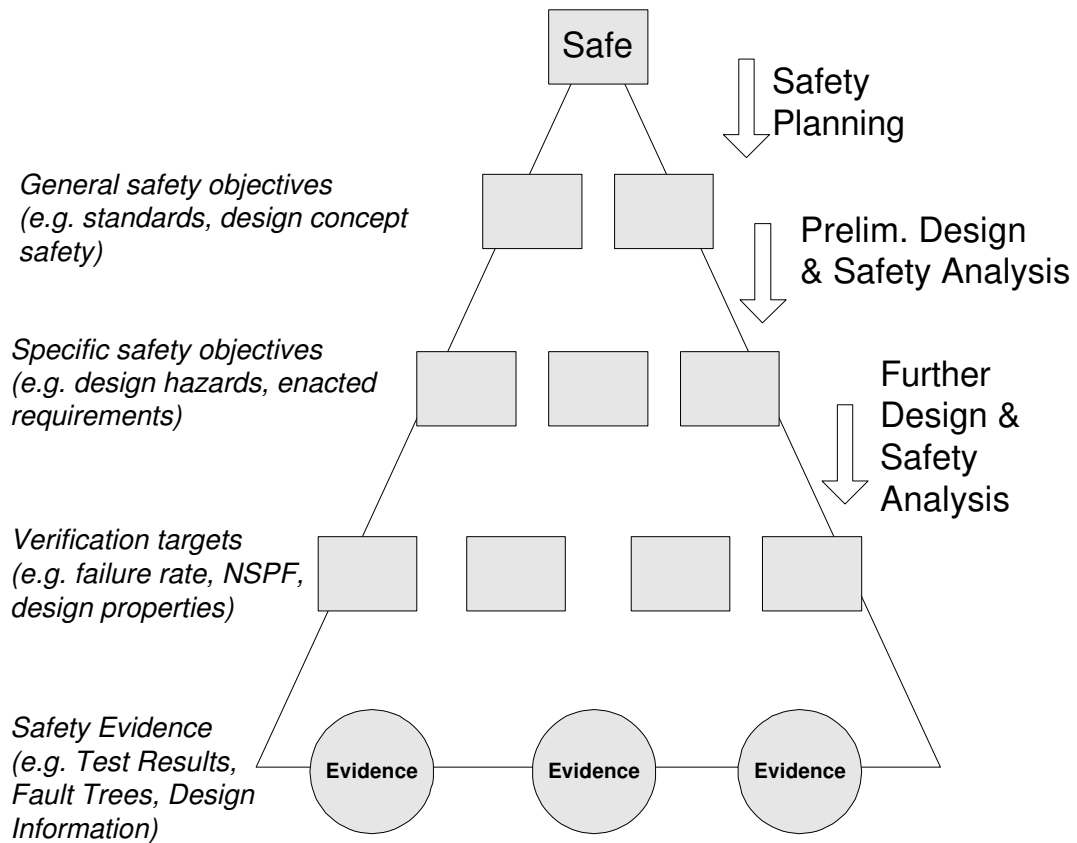 Safe
Safety
Planning
General safety objectives
(e.g. standards, design concept
safety)
Prelim. Design
& Safety Analysis
Specific safety objectives
(e.g. design hazards, enacted
requirements)
Further
Design &
Safety
Analysis
Verification targets
(e.g. failure rate, NSPF,
design properties)
Safety Evidence
(e.g. Test Results,
Fault Trees, Design
Information)
Evidence
Evidence
Evidence